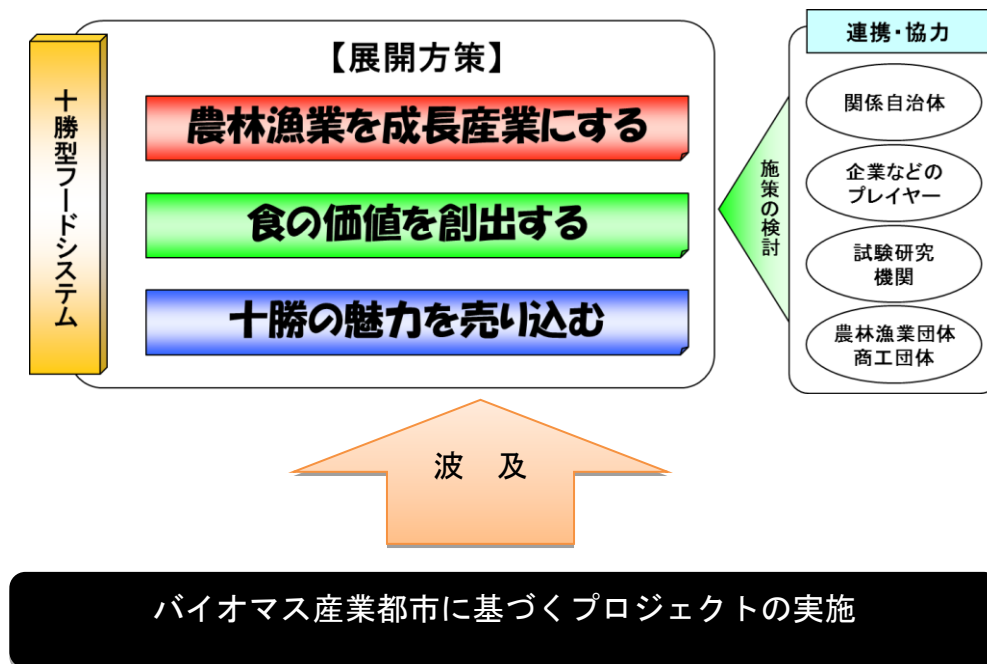 十勝型フードシステム
【展開方策】
農林漁業を成長産業にする
食の価値を創出する
十勝の魅力を売り込む
施策の検討
連携・協力
関係自治体
企業などの
プレイヤー
試験研究
機関
農林漁業団体
商工団体
波 及
バイオマス産業都市に基づくプロジェクトの実施